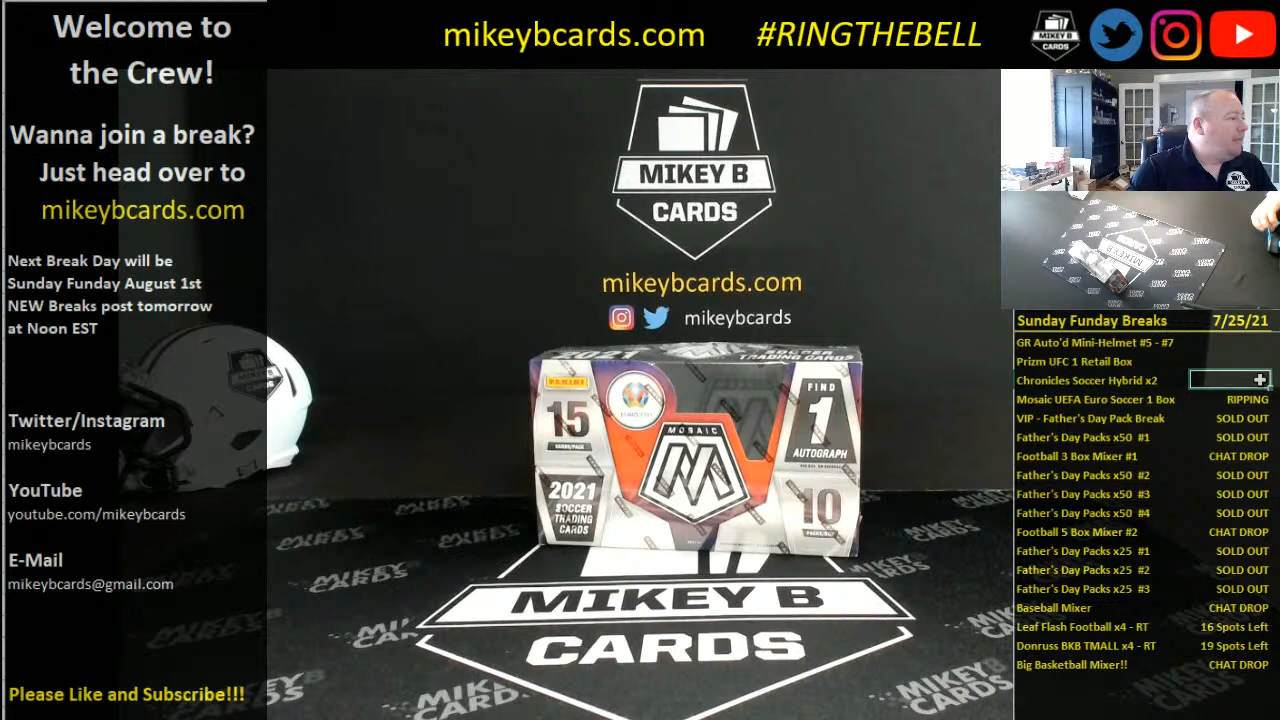 Welcome to
the Crew!
Wanna join a break?
Just head over to
mikeybcards.com
Next Break Day will be
Sunday Funday August 1st
NEW Breaks post tomorrow
at Noon EST
Twitter/Instagram
mikeybcards
YouTube
youtube.com/mikeybcards
E-Mail
mikeybcards@gmail.com
Please Like and Subscribe!!!
mikeybcards.com #RINGTHEBELL
MIKEY B
CARDS
MIKEY B
CARDS
mikeybcards.com
mikeybcards
2021
SOCCER
TRADING CARDS
PANINI
15
CARDS/PACK
2021
SOCCER
TRADING
CARDS
EURO2020
MOSAIC
FIND
1
AUTOGRAPH
10
MIKEY B
CARDS
Sunday Funday Breaks 7/25/21
GR Auto'd Mini-Helmet #5 - #7
Prizm UFC 1 Retail Box
Chronicles Soccer Hybrid x2
Mosaic UEFA Euro Soccer 1 Box RIPPING
VIP - Father's Day Pack Break SOLD OUT
Father's Day Packs x50 #1 SOLD OUT
Football 3 Box Mixer #1 CHAT DROP
Father's Day Packs x50 #2 SOLD OUT
Father's Day Packs x50 #3 SOLD OUT
Father's Day Packs x50 #4 SOLD OUT
Football 5 Box Mixer #2 CHAT DROP
Father's Day Packs x25 #1 SOLD OUT
Father's Day Packs x25 #2 SOLD OUT
Father's Day Packs x25 #3 SOLD OUT
Baseball Mixer CHAT DROP
Leaf Flash Football x4 - RT 16 Spots Left
Donruss BKB TMALL x4 - RT 19 Spots Left
Big Basketball Mixer!! CHAT DROP